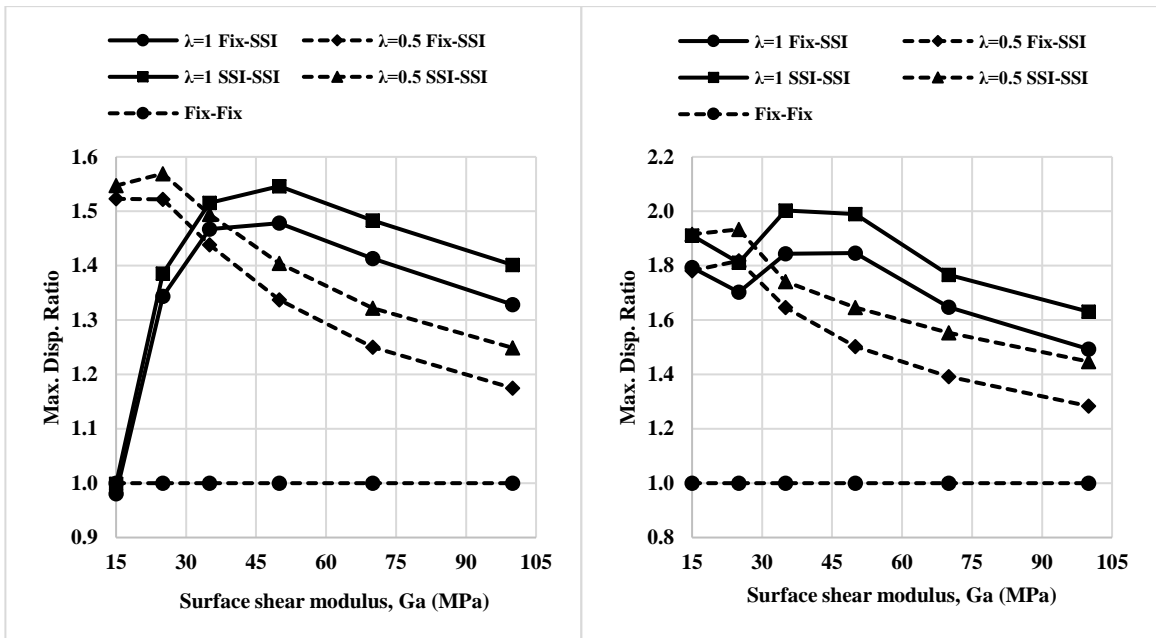 λ=1 Fix-SSI λ=0.5 Fix-SSI
λ=1 SSI-SSI λ=0.5 SSI-SSI
Fix-Fix
1.6
1.5
1.4
1.3
1.2
1.1
1.0
0.9
Max. Disp. Ratio
15 30 45 60 75 90 105
Surface shear modulus, Ga (MPa)
λ=1 Fix-SSI λ=0.5 Fix-SSI
λ=1 SSI-SSI λ=0.5 SSI-SSI
Fix-Fix
2.2
2.0
1.8
1.6
1.4
1.2
1.0
0.8
Max. Disp. Ratio
15 30 45 60 75 90 105
Surface shear modulus, Ga (MPa)